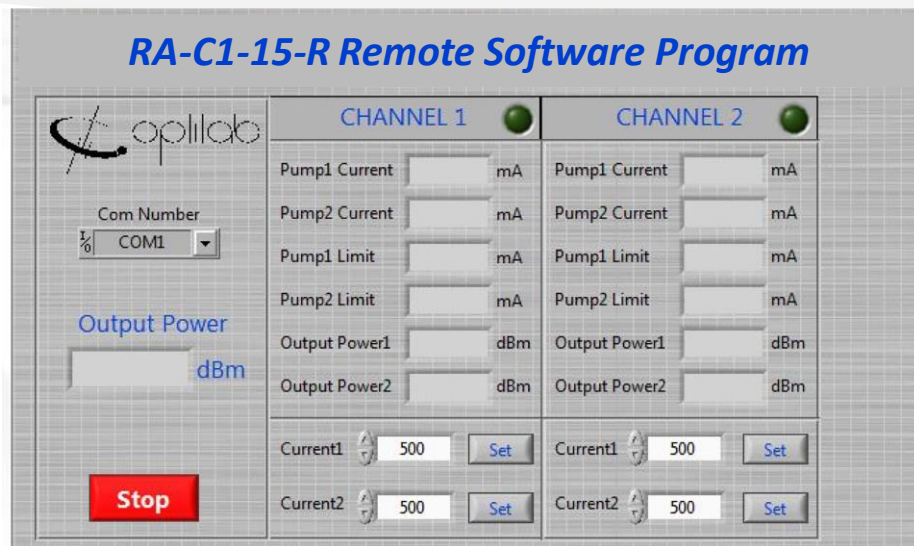 RA-C1-15-R Remote Software Program
optilab
CHANNEL 1
CHANNEL 2
Com Number
I/O COM1
Output Power
dBm
Stop
Pump1 Current mA
Pump2 Current mA
Pump1 Limit mA
Pump2 Limit mA
Output Power1 dBm
Output Power2 dBm
Current1 500 Set
Current2 500 Set
Pump1 Current mA
Pump2 Current mA
Pump1 Limit mA
Pump2 Limit mA
Output Power1 dBm
Output Power2 dBm
Current1 500 Set
Current2 500 Set